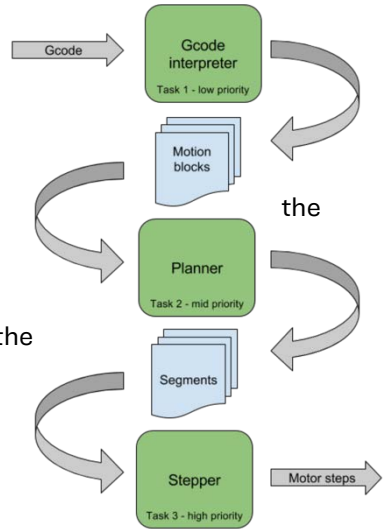 Gcode
Gcode
interpreter
Task 1 - low priority
Motion
blocks
the
Planner
Task 2 - mid priority
the
Segments
Stepper
Task 3 - high priority
Motor steps